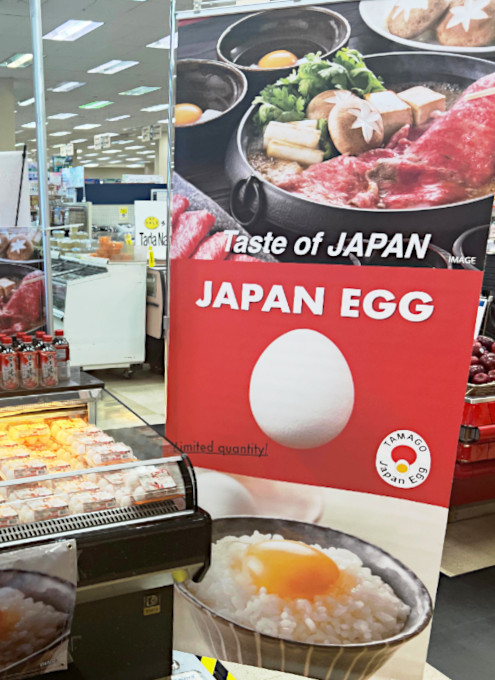 Taste of JAPAN
IMAGE
JAPAN EGG
Limited quantity!
TAMAGO
Japan Egg